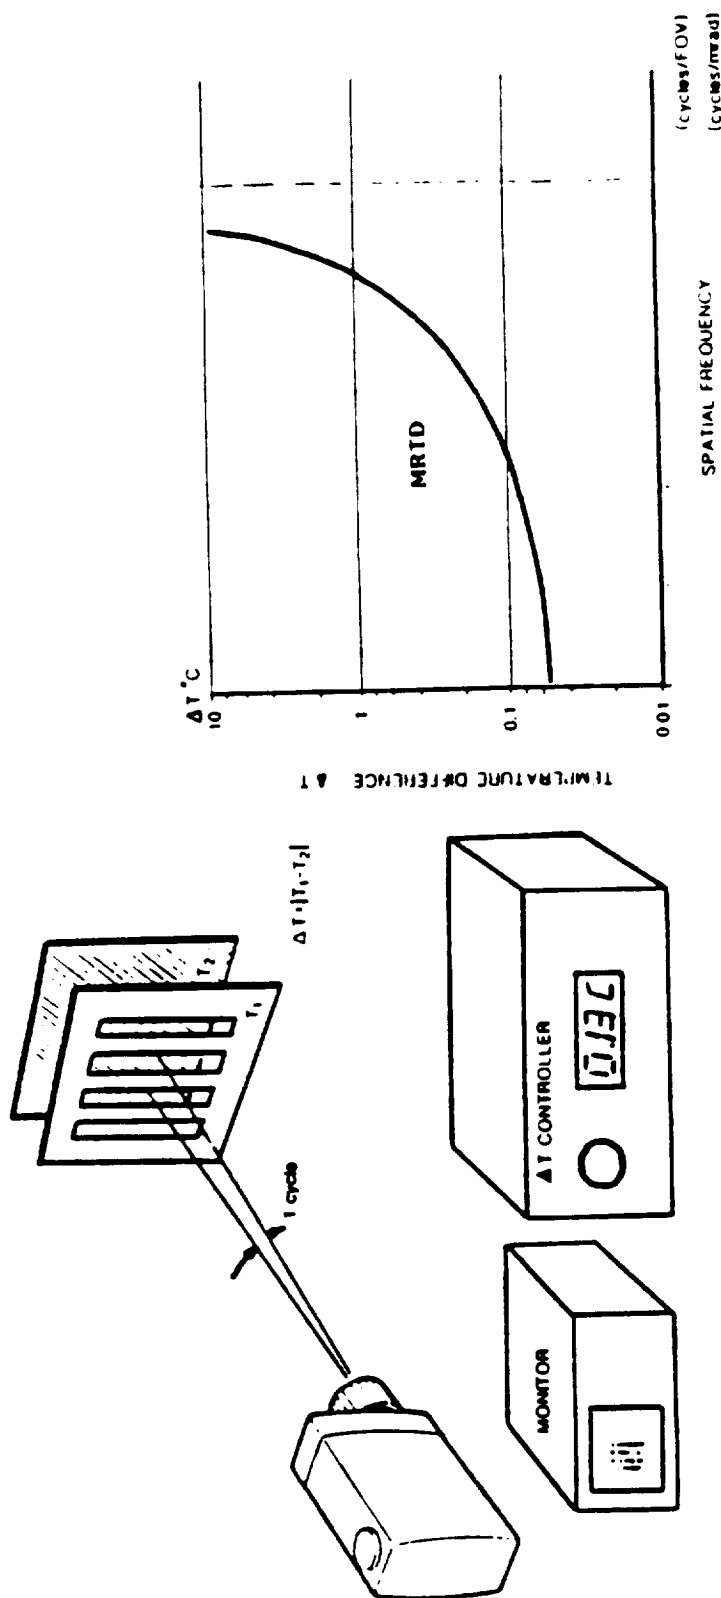 ΔT=|T₁-T₂|
T₂
T₁
1 cycle
MONITOR
ΔT CONTROLLER
ΔT °C
10
1
0.1
0.01
TEMPERATURE DIFFERENCE ΔT
MRTD
SPATIAL FREQUENCY
(cycles/FOV)
(cycles/mrad)